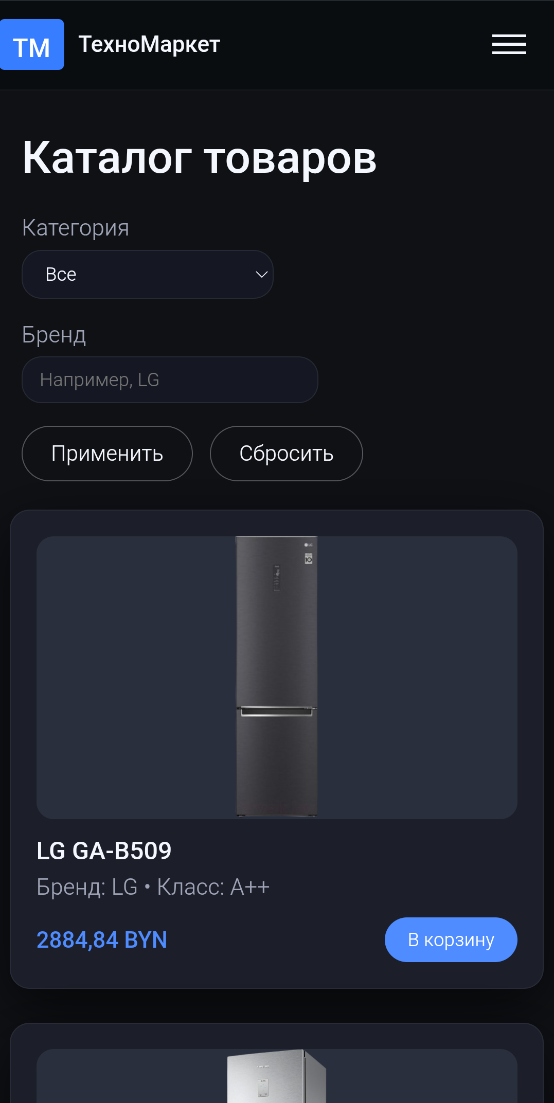 ТМ ТехноМаркет
Каталог товаров
Категория
Все
Бренд
Например, LG
Применить Сбросить
LG GA-B509
Бренд: LG • Класс: A++
2884,84 BYN В корзину